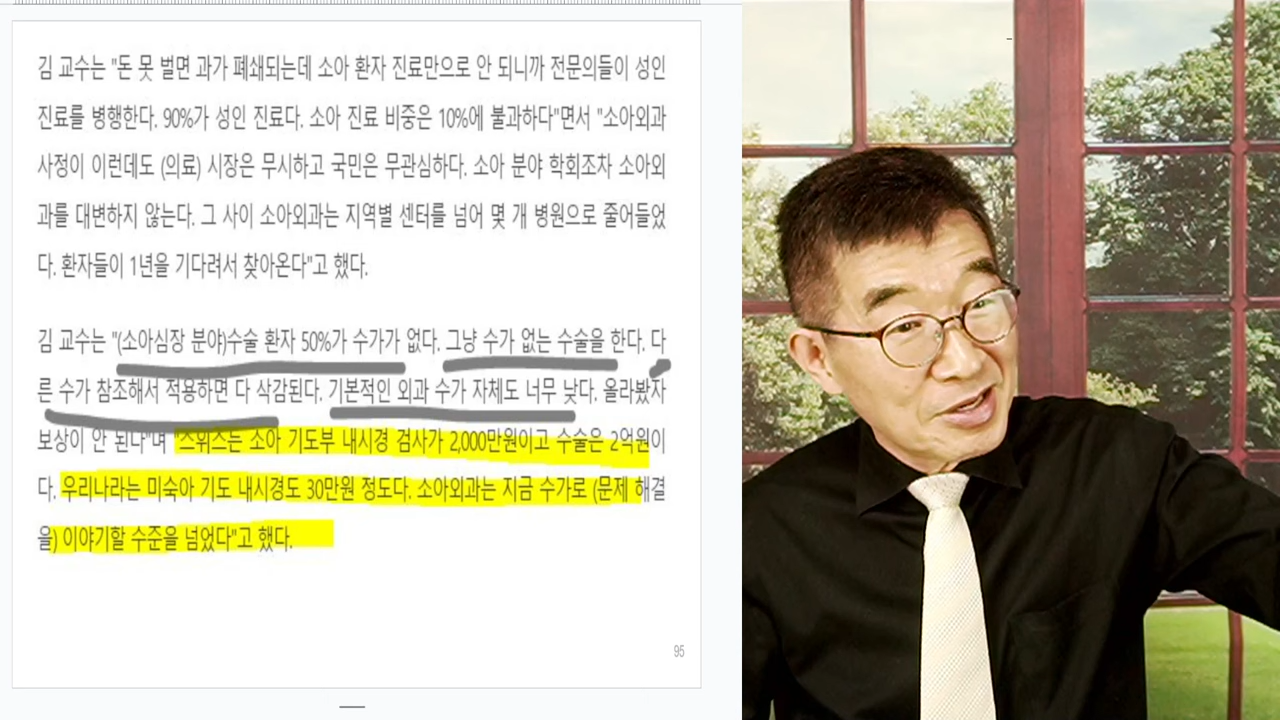 김 교수는 "돈 못 벌면 과가 폐쇄되는데 소아 환자 진료만으로 안 되니까 전문의들이 성인
진료를 병행한다. 90%가 성인 진료다. 소아 진료 비중은 10%에 불과하다"면서 "소아외과
사정이 이런데도 (의료) 시장은 무시하고 국민은 무관심하다. 소아 분야 학회조차 소아외
과를 대변하지 않는다. 그 사이 소아외과는 지역별 센터를 넘어 몇 개 병원으로 줄어들었
다. 환자들이 1년을 기다려서 찾아온다"고 했다.
김 교수는 "(소아심장 분야)수술 환자 50%가 수가가 없다. 그냥 수가 없는 수술을 한다. 다
른 수가 참조해서 적용하면 다 삭감된다. 기본적인 외과 수가 자체도 너무 낮다. 올라봤자
보상이 안 된다"며 "스위스는 소아 기도부 내시경 검사가 2,000만원이고 수술은 2억원이
다. 우리나라는 미숙아 기도 내시경도 30만원 정도다. 소아외과는 지금 수가로 (문제 해결
을) 이야기할 수준을 넘었다"고 했다.
95